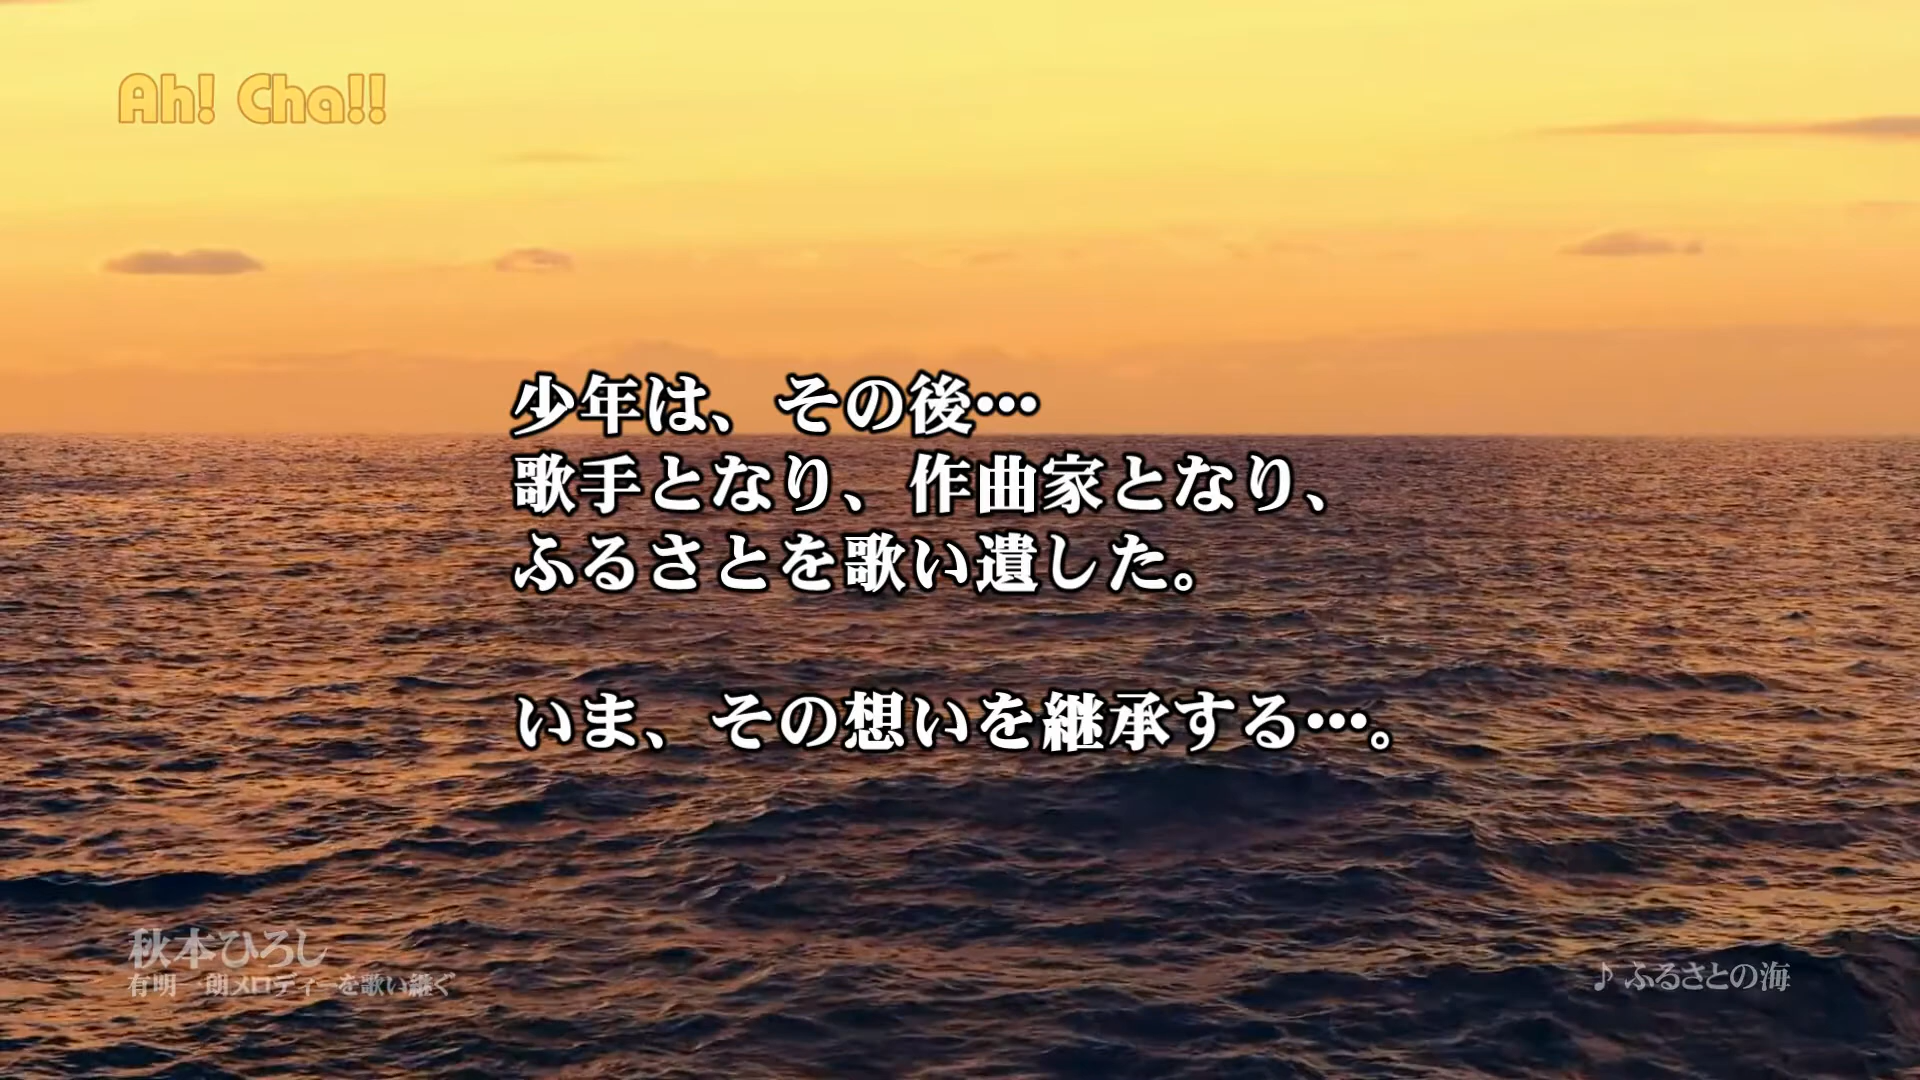 Ah! Cha!!
少年は、その後…
歌手となり、作曲家となり、
ふるさとを歌い遺した。
いま、その想いを継承する…。
秋本ひろし
有明一朗メロディーを歌い継ぐ
♪ふるさとの海